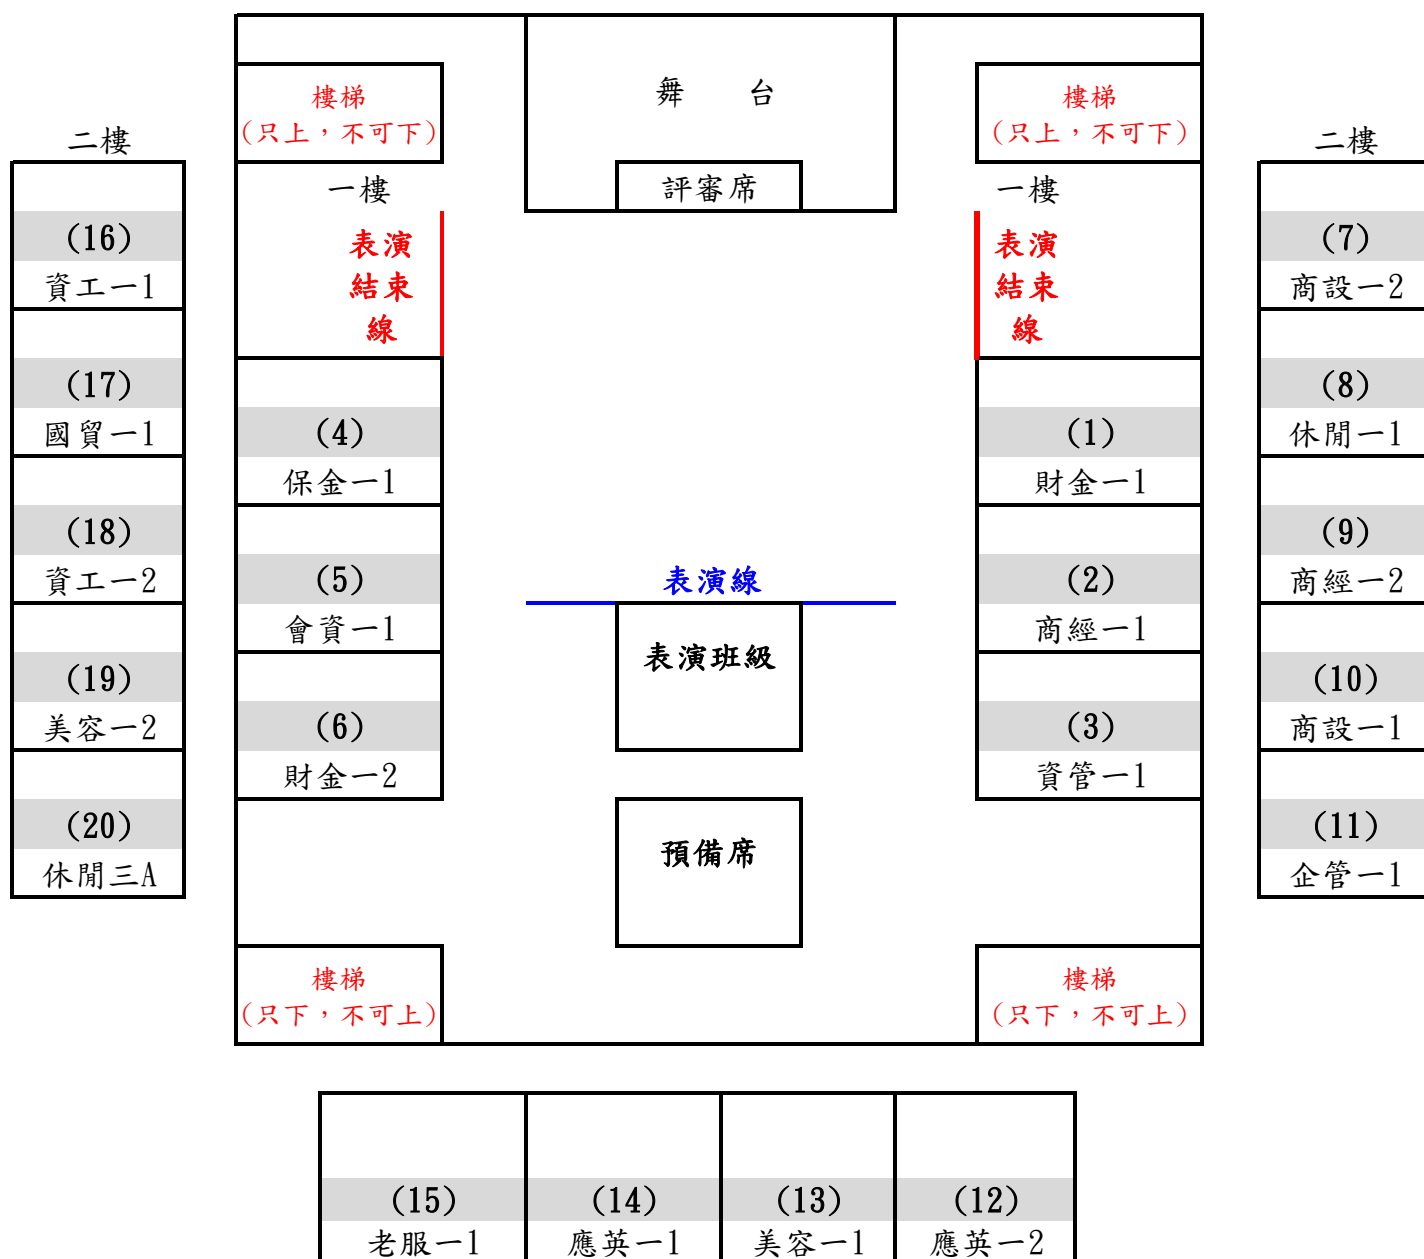 舞　台
樓梯
(只上，不可下)
樓梯
(只上，不可下)
二樓
二樓
一樓
評審席
一樓
表演
結束
線
表演
結束
線
(16)
資工一1
(17)
國貿一1
(18)
資工一2
(19)
美容一2
(20)
休閒三A
(4)
保金一1
(5)
會資一1
(6)
財金一2
表演線
表演班級
預備席
(1)
財金一1
(2)
商經一1
(3)
資管一1
(7)
商設一2
(8)
休閒一1
(9)
商經一2
(10)
商設一1
(11)
企管一1
樓梯
(只下，不可上)
樓梯
(只下，不可上)
(15)
老服一1
(14)
應英一1
(13)
美容一1
(12)
應英一2